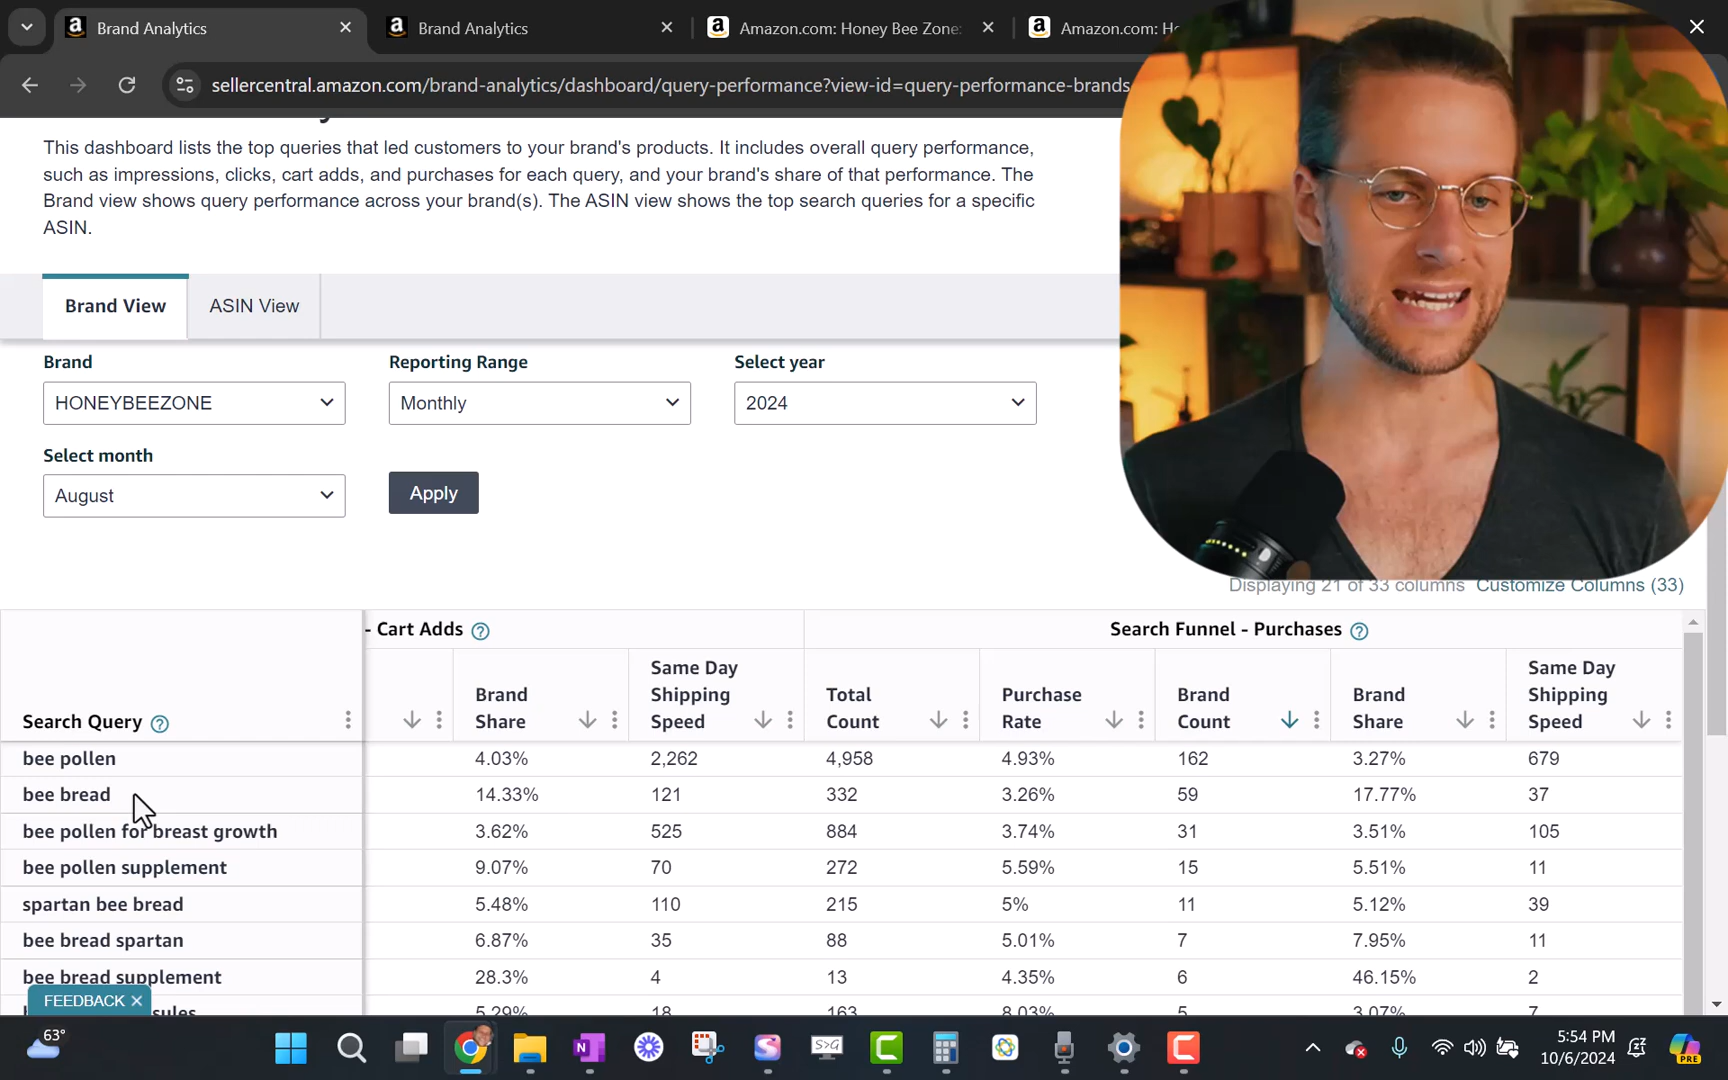 Brand Analytics
Brand Analytics
Amazon.com: Honey Bee Zone:
Amazon.com: H
sellercentral.amazon.com/brand-analytics/dashboard/query-performance?view-id=query-performance-brands
This dashboard lists the top queries that led customers to your brand's products. It includes overall query performance,
such as impressions, clicks, cart adds, and purchases for each query, and your brand's share of that performance. The
Brand view shows query performance across your brand(s). The ASIN view shows the top search queries for a specific
ASIN.
Brand View
ASIN View
Brand
Reporting Range
Select year
HONEYBEEZONE
Monthly
2024
Select month
August
Apply
Displaying 21 of 33 columns
Customize Columns (33)
- Cart Adds
Search Funnel - Purchases
Search Query
Brand Share
Same Day Shipping Speed
Total Count
Purchase Rate
Brand Count
Brand Share
Same Day Shipping Speed
bee pollen 4.03% 2,262 4,958 4.93% 162 3.27% 679
bee bread 14.33% 121 332 3.26% 59 17.77% 37
bee pollen for breast growth 3.62% 525 884 3.74% 31 3.51% 105
bee pollen supplement 9.07% 70 272 5.59% 15 5.51% 11
spartan bee bread 5.48% 110 215 5% 11 5.12% 39
bee bread spartan 6.87% 35 88 5.01% 7 7.95% 11
bee bread supplement 28.3% 4 13 4.35% 6 46.15% 2
sules 5.29% 18 163 8.03% 5 3.07% 7
FEEDBACK
63°
S>G
5:54 PM
10/6/2024
PRE